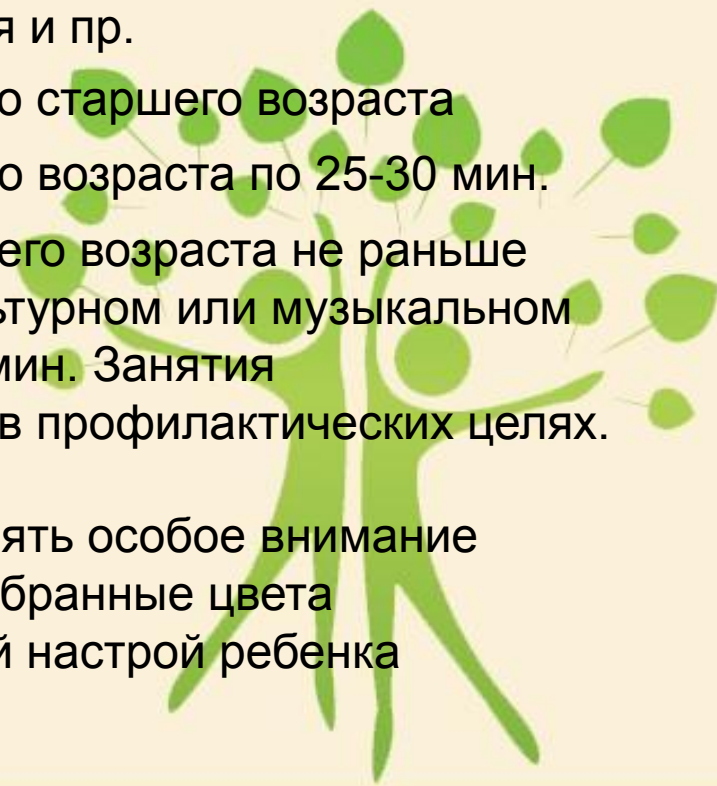 я и пр.
о старшего возраста
о возраста по 25-30 мин.
его возраста не раньше
ьтурном или музыкальном
мин. Занятия
в профилактических целях.
ять особое внимание
бранные цвета
й настрой ребенка